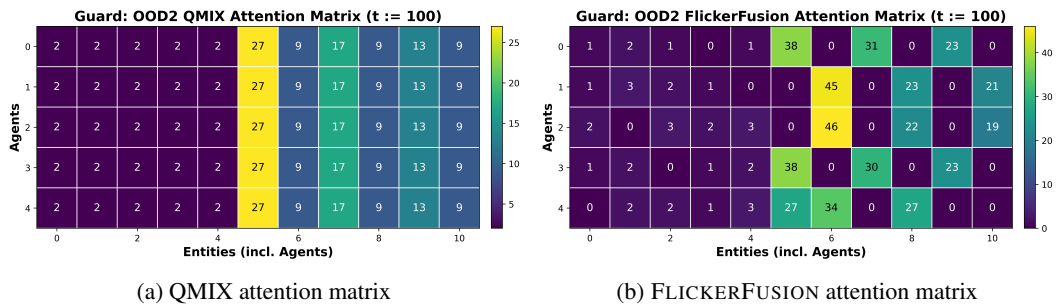 Guard: OOD2 QMIX Attention Matrix (t := 100)
Agents
0 2 2 2 2 2 27 9 17 9 13 9
1 2 2 2 2 2 27 9 17 9 13 9
2 2 2 2 2 2 27 9 17 9 13 9
3 2 2 2 2 2 27 9 17 9 13 9
4 2 2 2 2 2 27 9 17 9 13 9
0 2 4 6 8 10
Entities (incl. Agents)
25
20
15
10
5
(a) QMIX attention matrix
Guard: OOD2 FlickerFusion Attention Matrix (t := 100)
Agents
0 1 2 1 0 1 38 0 31 0 23 0
1 1 3 2 1 0 0 45 0 23 0 21
2 2 0 3 2 3 0 46 0 22 0 19
3 1 2 0 1 2 38 0 30 0 23 0
4 0 2 2 1 3 27 34 0 27 0 0
0 2 4 6 8 10
Entities (incl. Agents)
40
30
20
10
0
(b) FLICKERFUSION attention matrix